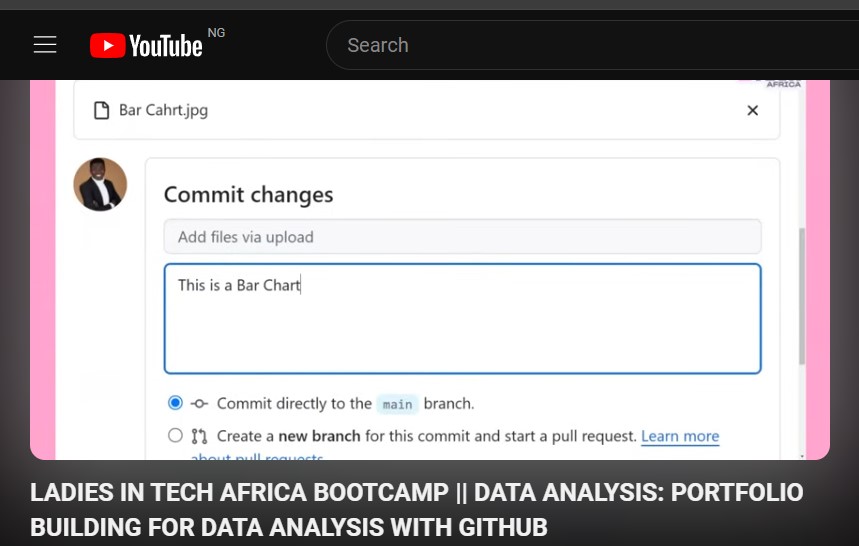 YouTube NG
Search
AFRICA
Bar Cahrt.jpg
Commit changes
Add files via upload
This is a Bar Chart
Commit directly to the main branch.
Create a new branch for this commit and start a pull request. Learn more
about pull requests
LADIES IN TECH AFRICA BOOTCAMP || DATA ANALYSIS: PORTFOLIO
BUILDING FOR DATA ANALYSIS WITH GITHUB